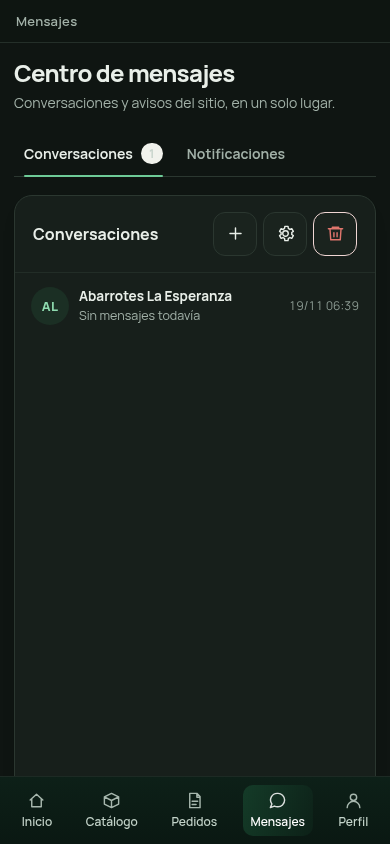 Mensajes
Centro de mensajes
Conversaciones y avisos del sitio, en un solo lugar.
Conversaciones 1 Notificaciones
Conversaciones
AL Abarrotes La Esperanza 19/11 06:39
Sin mensajes todavía
Inicio Catálogo Pedidos Mensajes Perfil